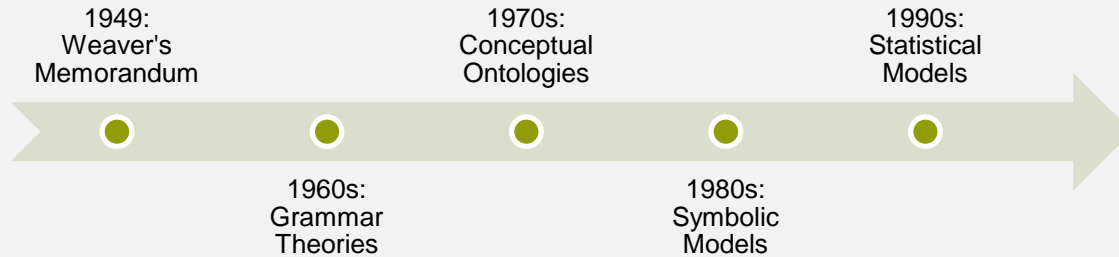 1949:
Weaver's
Memorandum
1960s:
Grammar
Theories
1970s:
Conceptual
Ontologies
1980s:
Symbolic
Models
1990s:
Statistical
Models